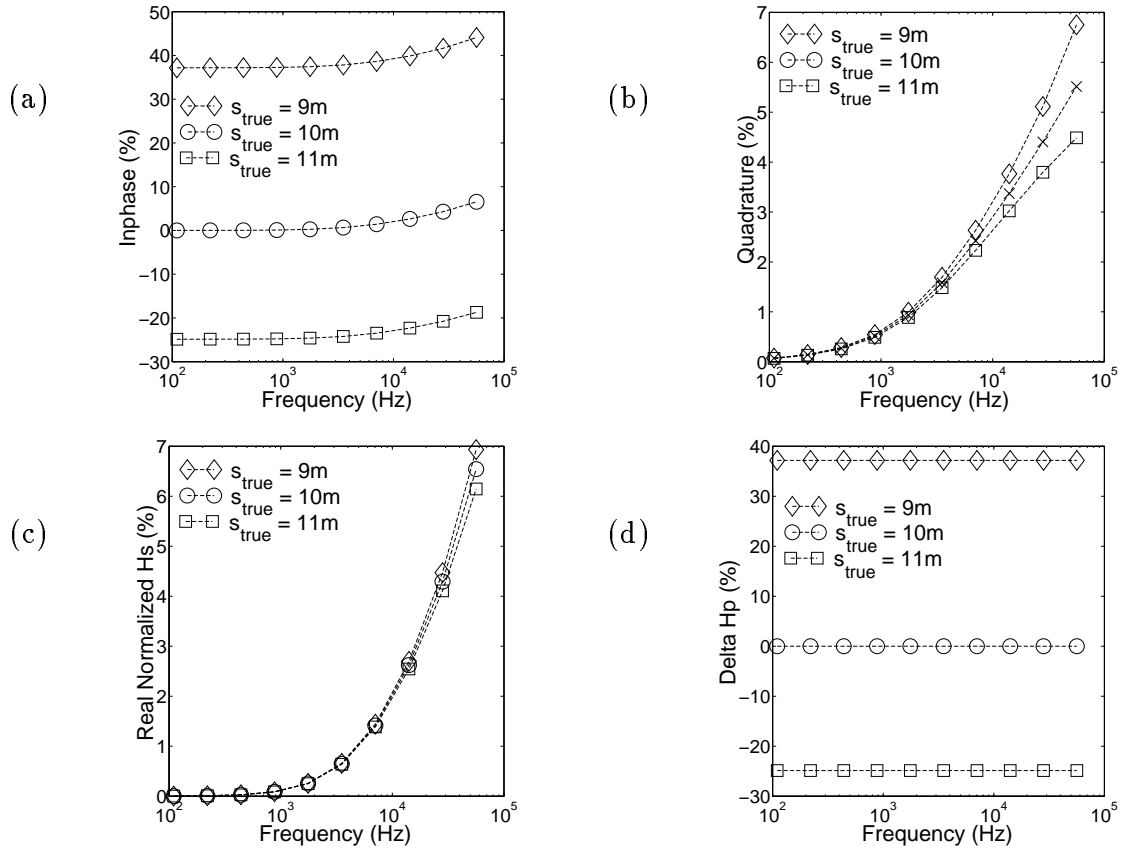 (a)
50
40
30
20
10
0
−10
−20
−30
10^2
10^3
10^4
10^5
Inphase (%)
Frequency (Hz)
s_true = 9m
s_true = 10m
s_true = 11m
(b)
7
6
5
4
3
2
1
0
10^2
10^3
10^4
10^5
Quadrature (%)
Frequency (Hz)
s_true = 9m
s_true = 10m
s_true = 11m
(c)
7
6
5
4
3
2
1
0
10^2
10^3
10^4
10^5
Real Normalized Hs (%)
Frequency (Hz)
s_true = 9m
s_true = 10m
s_true = 11m
(d)
40
30
20
10
0
−10
−20
−30
10^2
10^3
10^4
10^5
Delta Hp (%)
Frequency (Hz)
s_true = 9m
s_true = 10m
s_true = 11m